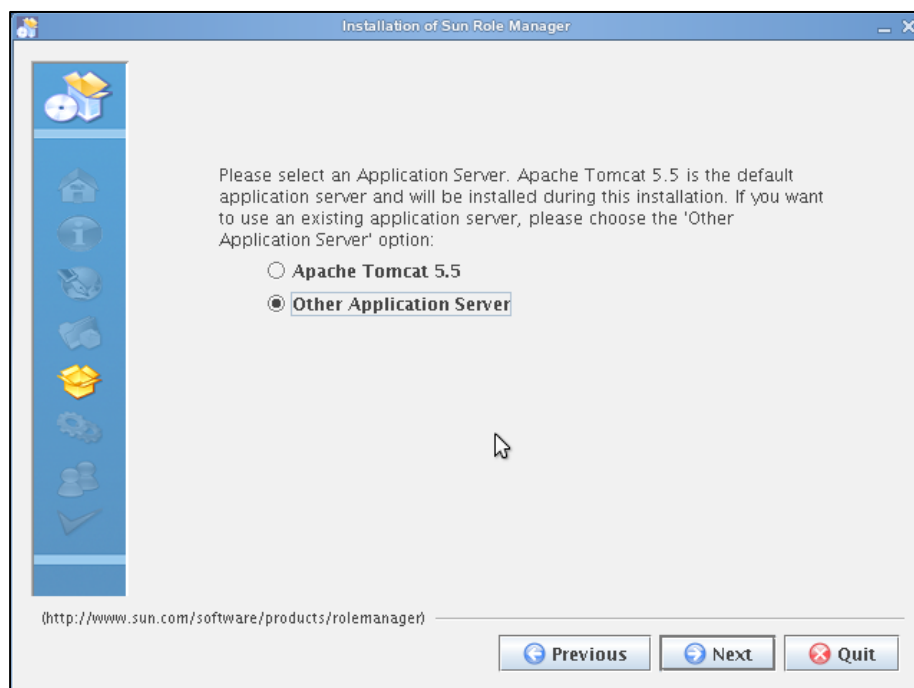 Installation of Sun Role Manager
Please select an Application Server. Apache Tomcat 5.5 is the default
application server and will be installed during this installation. If you want
to use an existing application server, please choose the 'Other
Application Server' option:
Apache Tomcat 5.5
Other Application Server
(http://www.sun.com/software/products/rolemanager)
Previous
Next
Quit